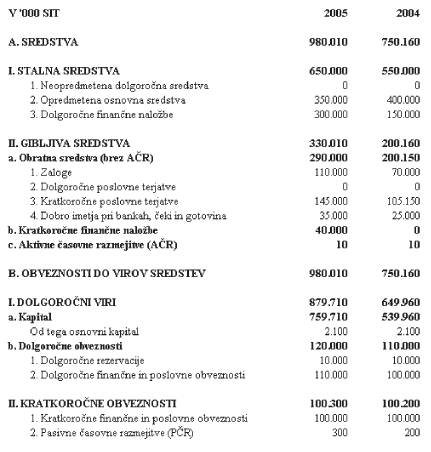 V '000 SIT 2005 2004
A. SREDSTVA 980.010 750.160
I. STALNA SREDSTVA 650.000 550.000
1. Neopredmetena dolgoročna sredstva 0 0
2. Opredmetena osnovna sredstva 350.000 400.000
3. Dolgoročne finančne naložbe 300.000 150.000
II. GIBLJIVA SREDSTVA 330.010 200.160
a. Obratna sredstva (brez AČR) 290.000 200.150
1. Zaloge 110.000 70.000
2. Dolgoročne poslovne terjatve 0 0
3. Kratkoročne poslovne terjatve 145.000 105.150
4. Dobro imetja pri bankah, čeki in gotovina 35.000 25.000
b. Kratkoročne finančne naložbe 40.000 0
c. Aktivne časovne razmejitve (AČR) 10 10
B. OBVEZNOSTI DO VIROV SREDSTEV 980.010 750.160
I. DOLGOROČNI VIRI 879.710 649.960
a. Kapital 759.710 539.960
Od tega osnovni kapital 2.100 2.100
b. Dolgoročne obveznosti 120.000 110.000
1. Dolgoročne rezervacije 10.000 10.000
2. Dolgoročne finančne in poslovne obveznosti 110.000 100.000
II. KRATKOROČNE OBVEZNOSTI 100.300 100.200
1. Kratkoročne finančne in poslovne obveznosti 100.000 100.000
2. Pasivne časovne razmejitve (PČR) 300 200